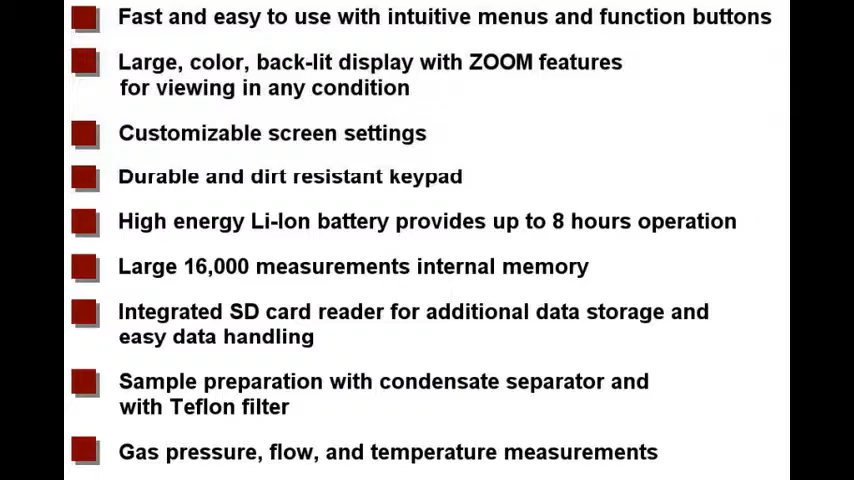 Fast and easy to use with intuitive menus and function buttons
Large, color, back-lit display with ZOOM features
for viewing in any condition
Customizable screen settings
Durable and dirt resistant keypad
High energy Li-Ion battery provides up to 8 hours operation
Large 16,000 measurements internal memory
Integrated SD card reader for additional data storage and
easy data handling
Sample preparation with condensate separator and
with Teflon filter
Gas pressure, flow, and temperature measurements